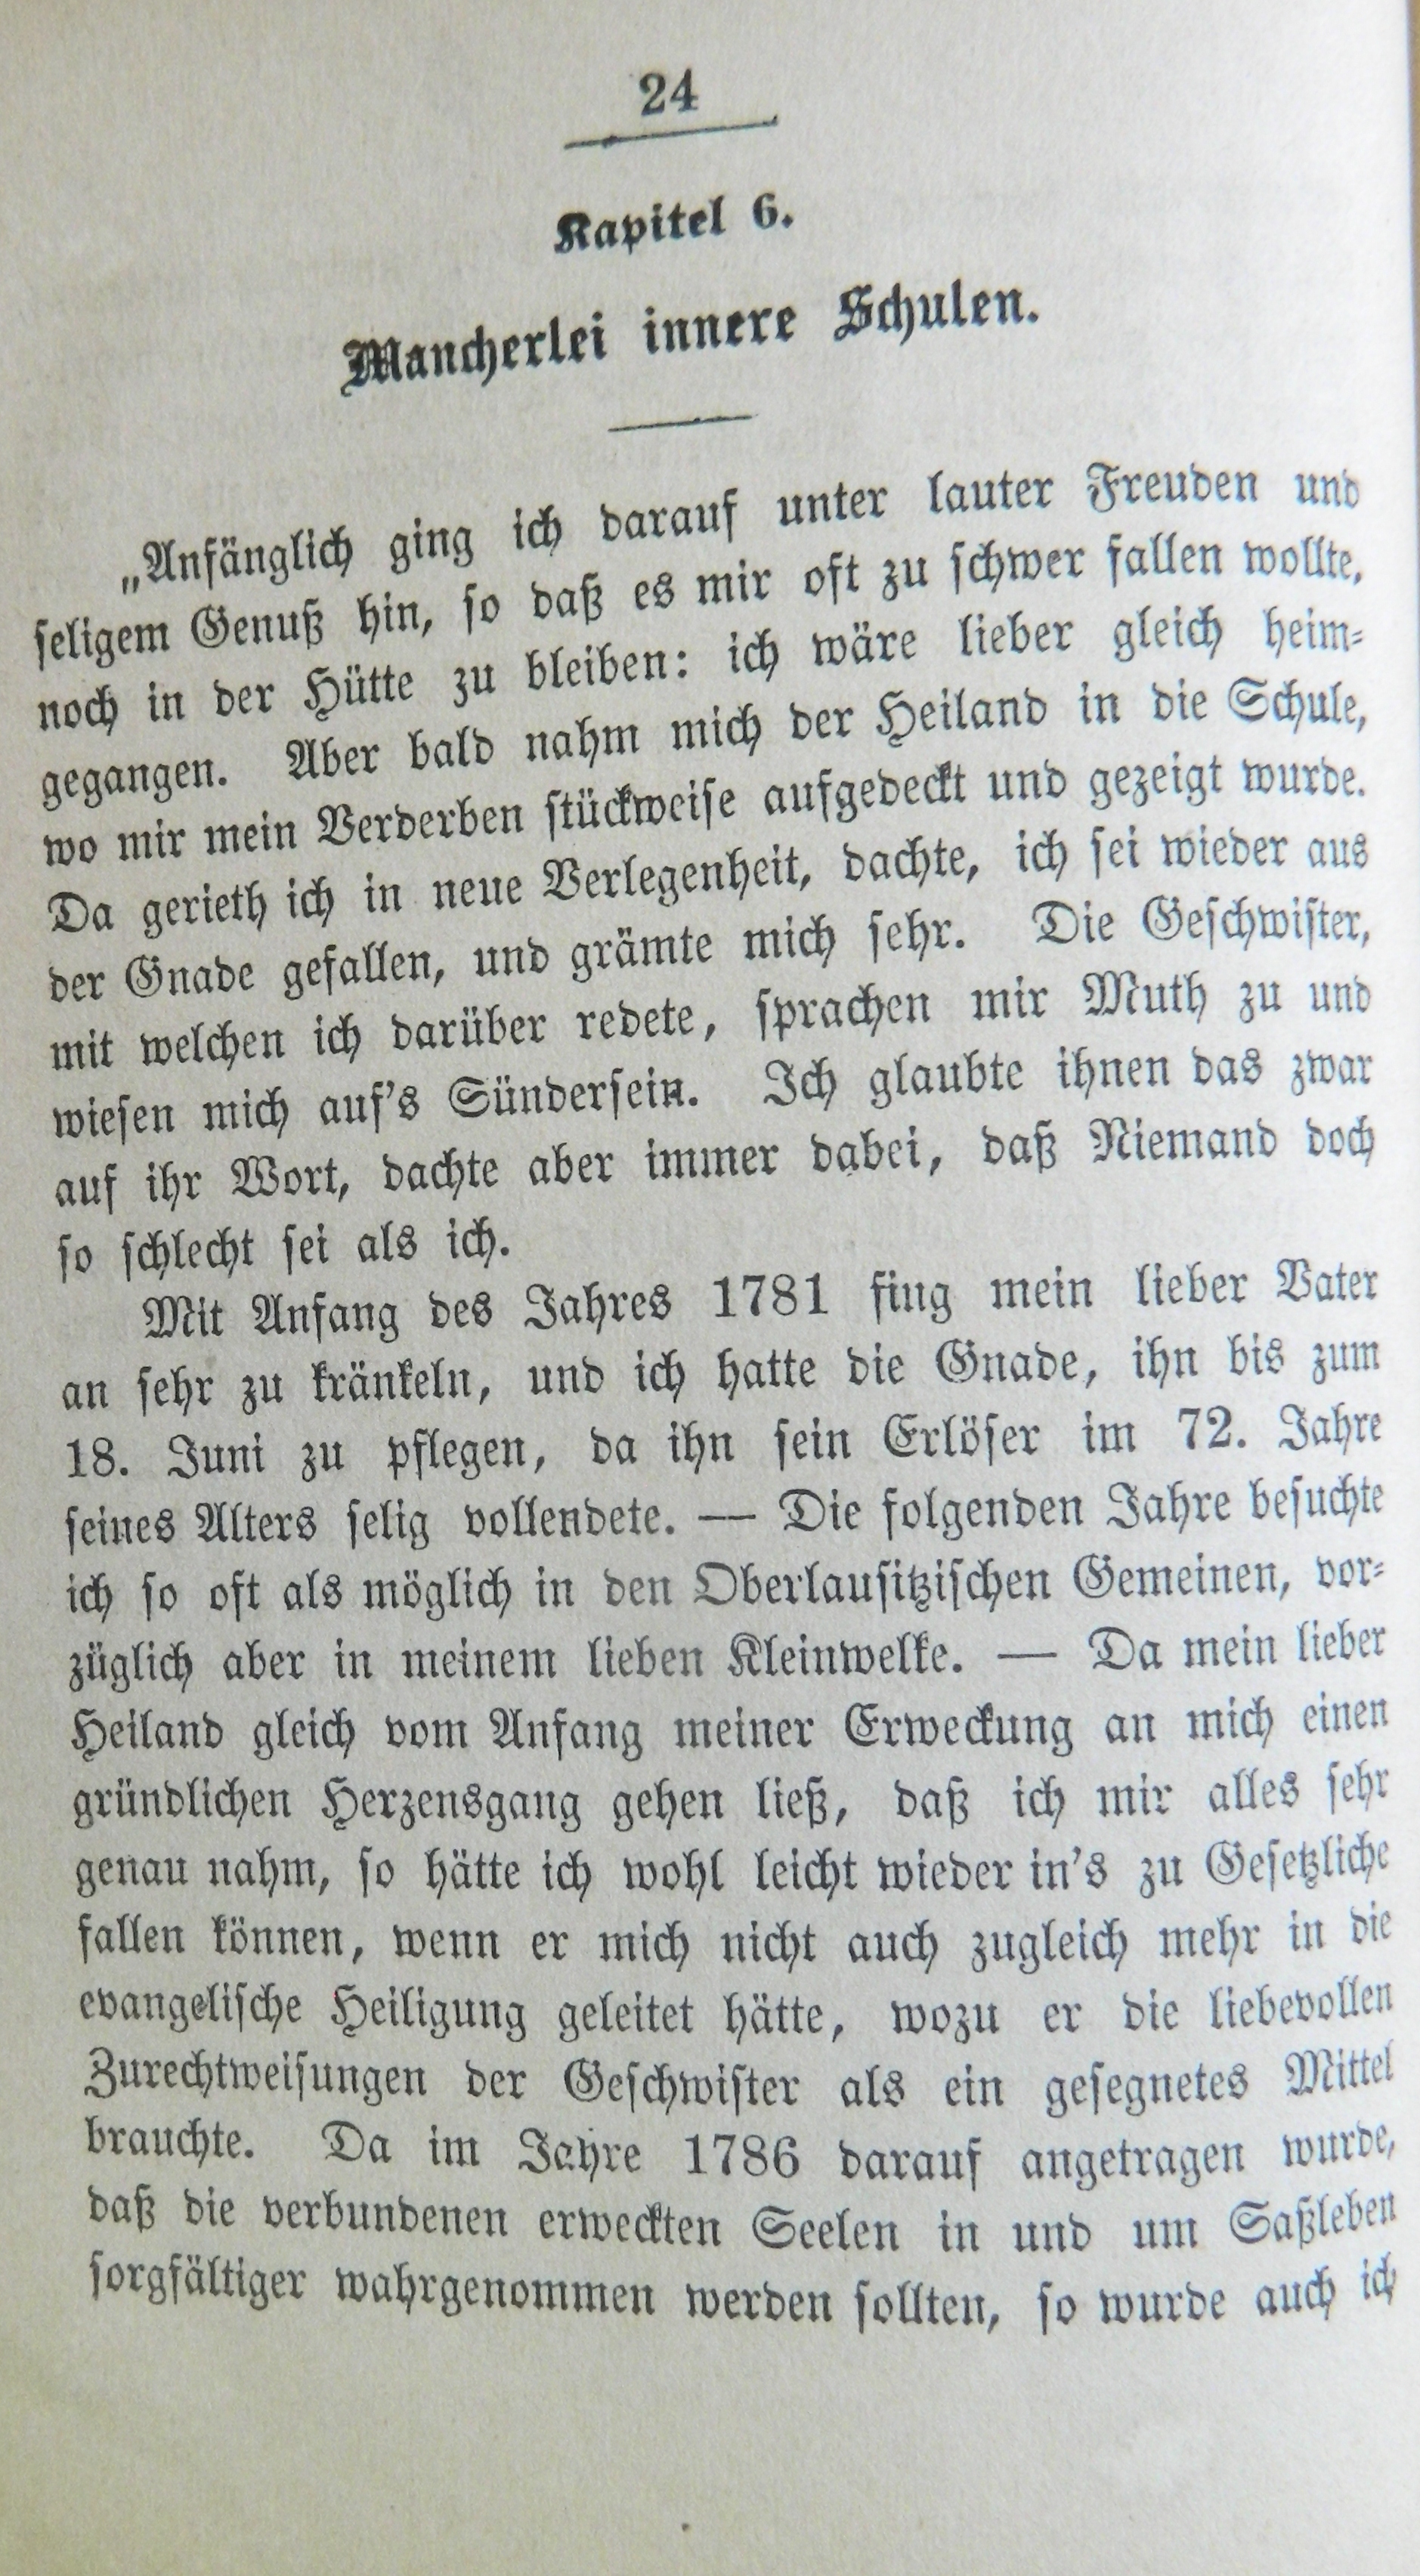 24
Kapitel 6.
Mancherlei innere Schulen.
„Anfänglich ging ich darauf unter lauter Freuden und
seligem Genuß hin, so daß es mir oft zu schwer fallen wollte,
noch in der Hütte zu bleiben: ich wäre lieber gleich heim-
gegangen. Aber bald nahm mich der Heiland in die Schule,
wo mir mein Verderben stückweise aufgedeckt und gezeigt wurde.
Da gerieth ich in neue Verlegenheit, dachte, ich sei wieder aus
der Gnade gefallen, und grämte mich sehr. Die Geschwister,
mit welchen ich darüber redete, sprachen mir Muth zu und
wiesen mich auf's Sündersein. Ich glaubte ihnen das zwar
auf ihr Wort, dachte aber immer dabei, daß Niemand doch
so schlecht sei als ich.
Mit Anfang des Jahres 1781 fing mein lieber Vater
an sehr zu kränkeln, und ich hatte die Gnade, ihn bis zum
18. Juni zu pflegen, da ihn sein Erlöser im 72. Jahre
seines Alters selig vollendete. — Die folgenden Jahre besuchte
ich so oft als möglich in den Oberlausitzischen Gemeinen, vor-
züglich aber in meinem lieben Kleinwelke. — Da mein lieber
Heiland gleich vom Anfang meiner Erweckung an mich einen
gründlichen Herzensgang gehen ließ, daß ich mir alles sehr
genau nahm, so hätte ich wohl leicht wieder in's zu Gesetzliche
fallen können, wenn er mich nicht auch zugleich mehr in die
evangelische Heiligung geleitet hätte, wozu er die liebevollen
Zurechtweisungen der Geschwister als ein gesegnetes Mittel
brauchte. Da im Jahre 1786 darauf angetragen wurde,
daß die verbundenen erweckten Seelen in und um Saßleben
sorgfältiger wahrgenommen werden sollten, so wurde auch ich